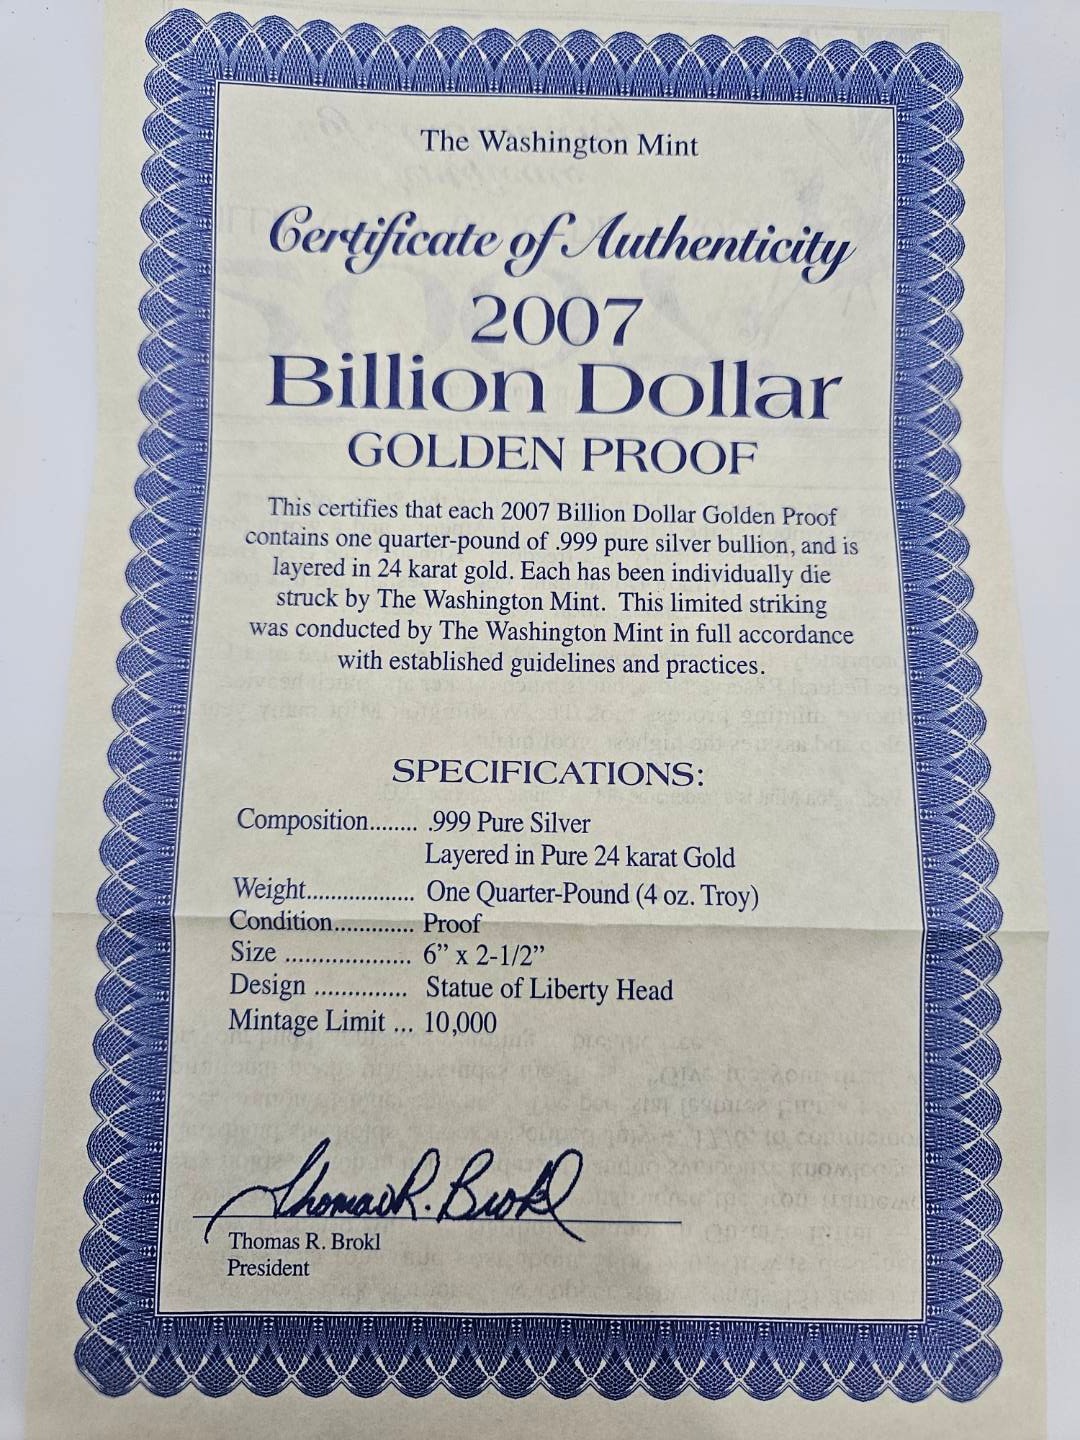 The Washington Mint
Certificate of Authenticity
2007
Billion Dollar
GOLDEN PROOF
This certifies that each 2007 Billion Dollar Golden Proof
contains one quarter-pound of .999 pure silver bullion, and is
layered in 24 karat gold. Each has been individually die
struck by The Washington Mint. This limited striking
was conducted by The Washington Mint in full accordance
with established guidelines and practices.
SPECIFICATIONS:
Composition........ .999 Pure Silver
Layered in Pure 24 karat Gold
Weight.................. One Quarter-Pound (4 oz. Troy)
Condition............. Proof
Size ................... 6” x 2-1/2”
Design .............. Statue of Liberty Head
Mintage Limit ... 10,000
Thomas R. Brokl
Thomas R. Brokl
President